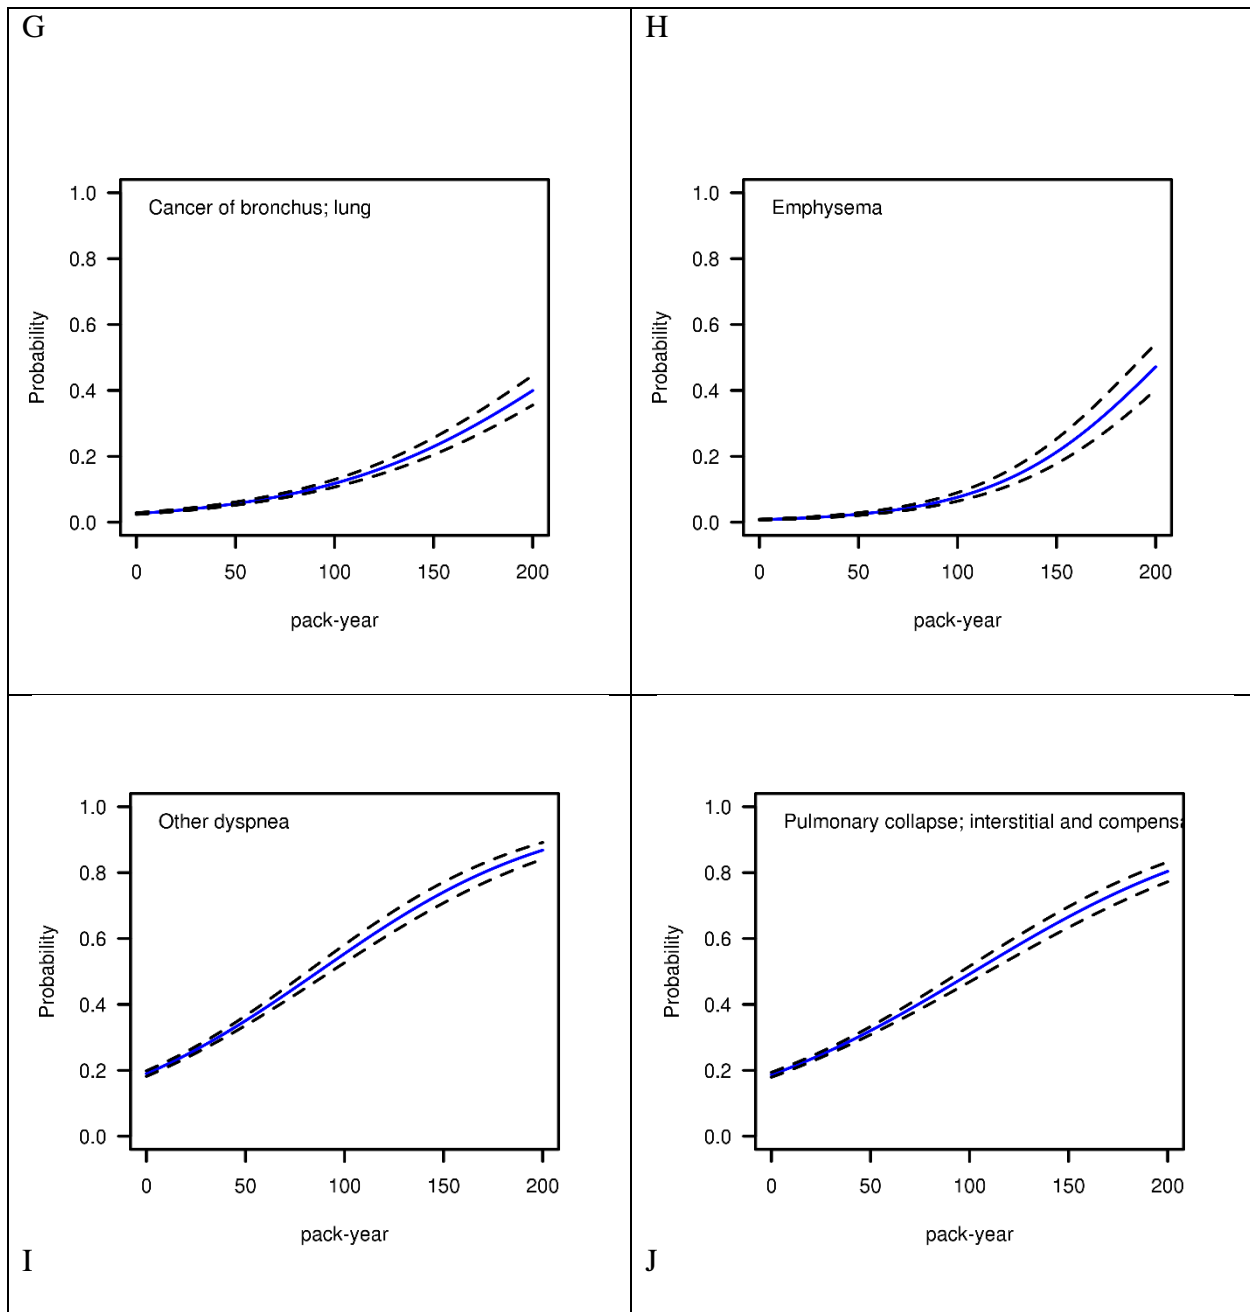 G
Cancer of bronchus; lung
1.0
0.8
0.6
0.4
0.2
0.0
Probability
0 50 100 150 200
pack-year
H
Emphysema
1.0
0.8
0.6
0.4
0.2
0.0
Probability
0 50 100 150 200
pack-year
Other dyspnea
1.0
0.8
0.6
0.4
0.2
0.0
Probability
0 50 100 150 200
pack-year
I
Pulmonary collapse; interstitial and compensa
1.0
0.8
0.6
0.4
0.2
0.0
Probability
0 50 100 150 200
pack-year
J